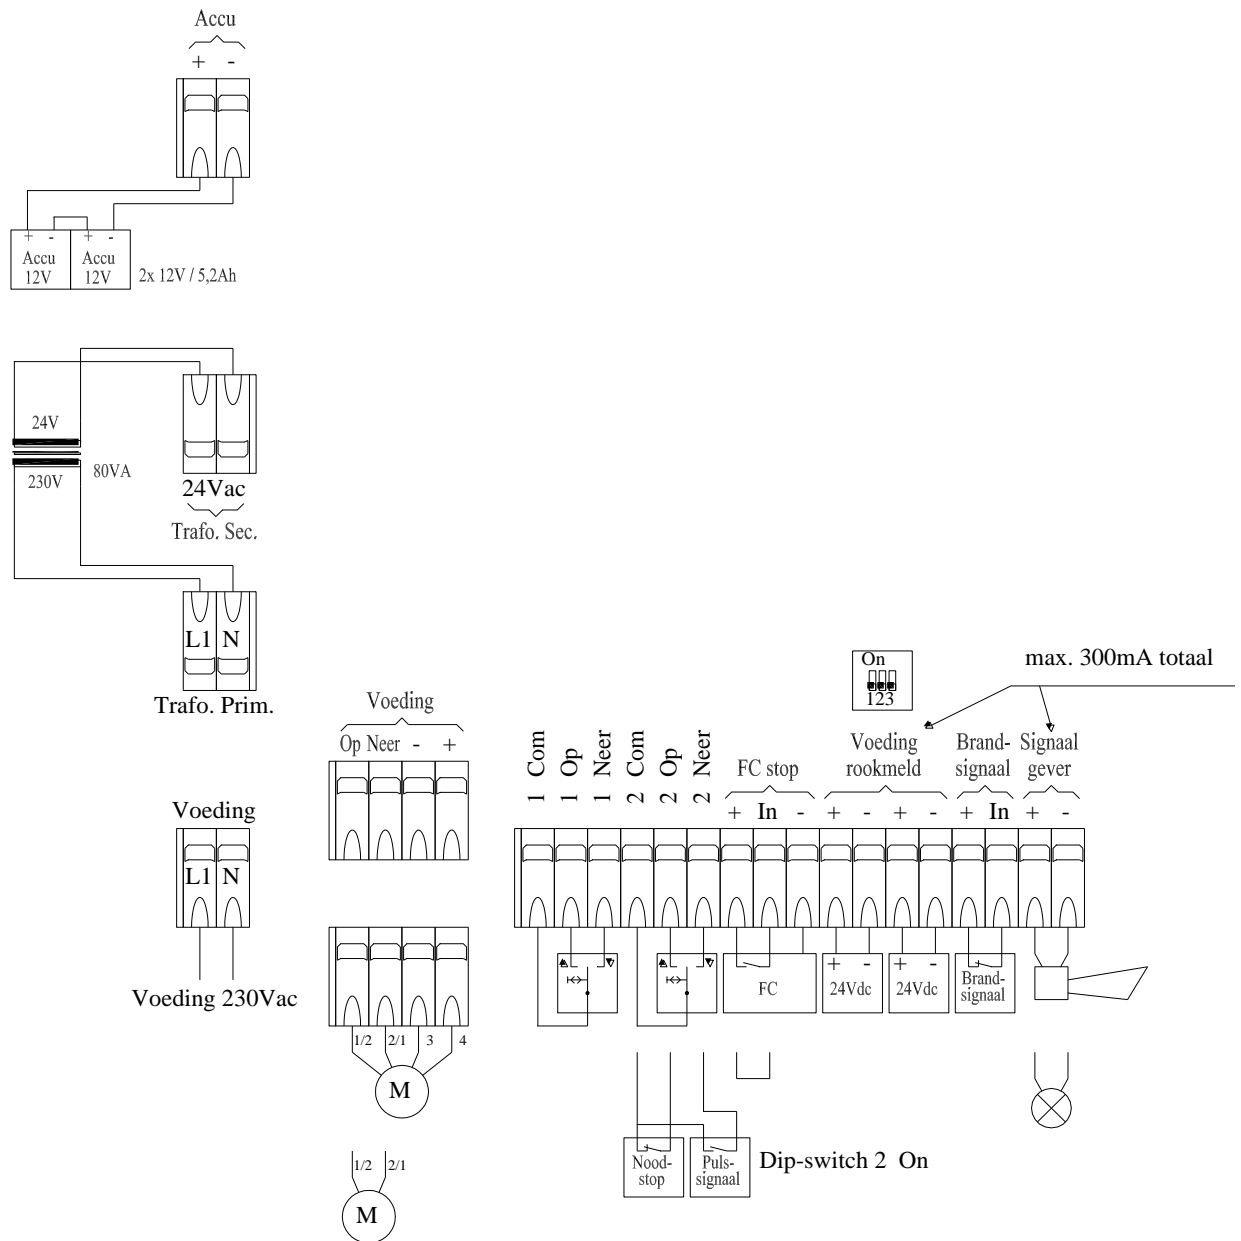 Accu
+ -
+ - + -
Accu Accu
12V 12V
2x 12V / 5,2Ah
24V
80VA
230V
24Vac
Trafo. Sec.
L1 N
Trafo. Prim.
Voeding
L1 N
Voeding 230Vac
Voeding
Op Neer - +
1/2 2/1 3 4
M
1/2 2/1
M
On
123
max. 300mA totaal
1 Com
1 Op
1 Neer
2 Com
2 Op
2 Neer
FC stop
+ In -
Voeding
rookmeld
+ - + -
Brand-
signaal
+ In
Signaal
gever
+ -
FC
+ -
24Vdc
+ -
24Vdc
Brand-
signaal
Nood-
stop
Puls-
signaal
Dip-switch 2 On